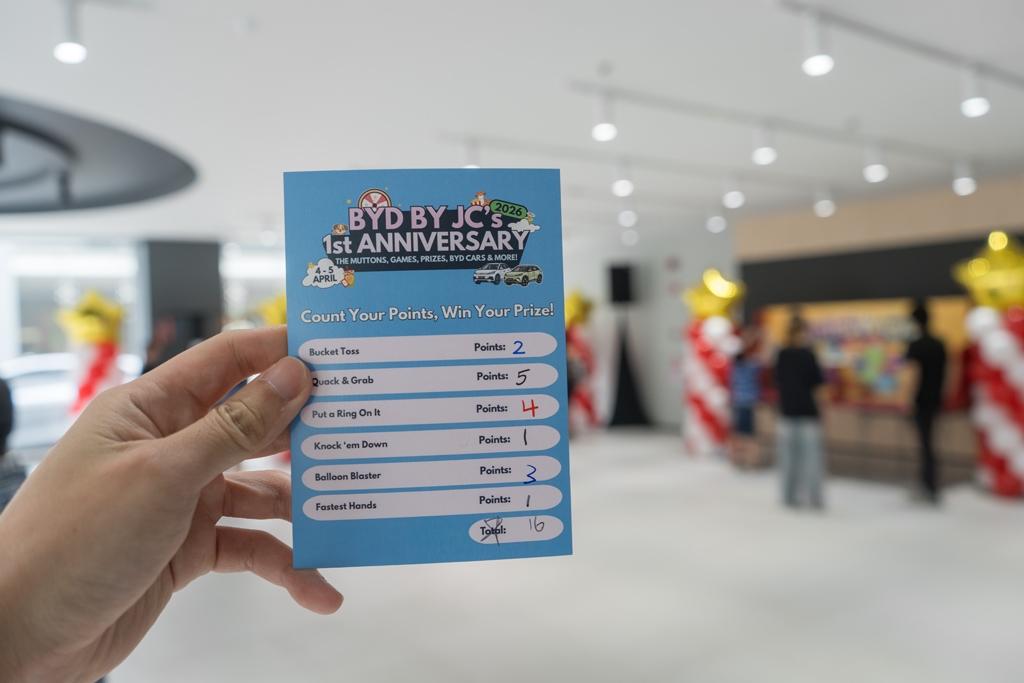 2026
BYD BY JC's
1st ANNIVERSARY
THE MUTTONS, GAMES, PRIZES, BYD CARS & MORE!
4 - 5
APRIL
Count Your Points, Win Your Prize!
Bucket Toss Points: 2
Quack & Grab Points: 5
Put a Ring On It Points: 4
Knock 'em Down Points: 1
Balloon Blaster Points: 3
Fastest Hands Points: 1
Total: 16